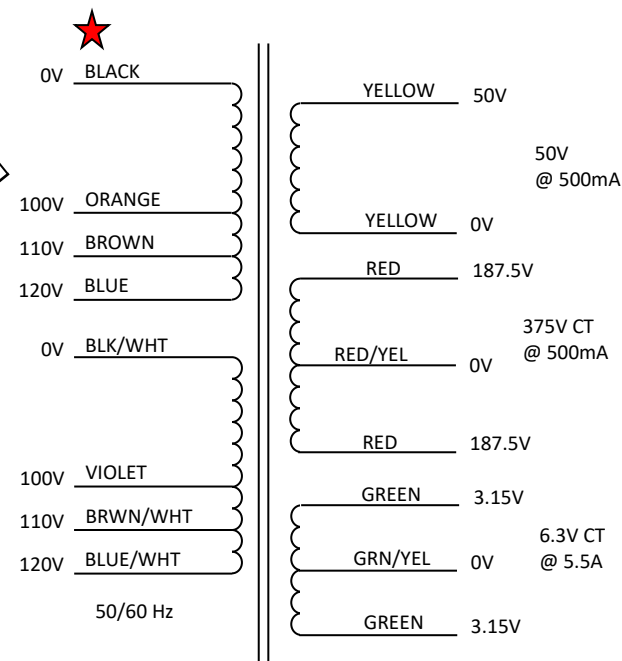 0V BLACK
100V ORANGE
110V BROWN
120V BLUE
0V BLK/WHT
100V VIOLET
110V BRWN/WHT
120V BLUE/WHT
50/60 Hz
YELLOW 50V
50V
@ 500mA
YELLOW 0V
RED 187.5V
375V CT
@ 500mA
RED/YEL 0V
RED 187.5V
GREEN 3.15V
6.3V CT
@ 5.5A
GRN/YEL 0V
GREEN 3.15V